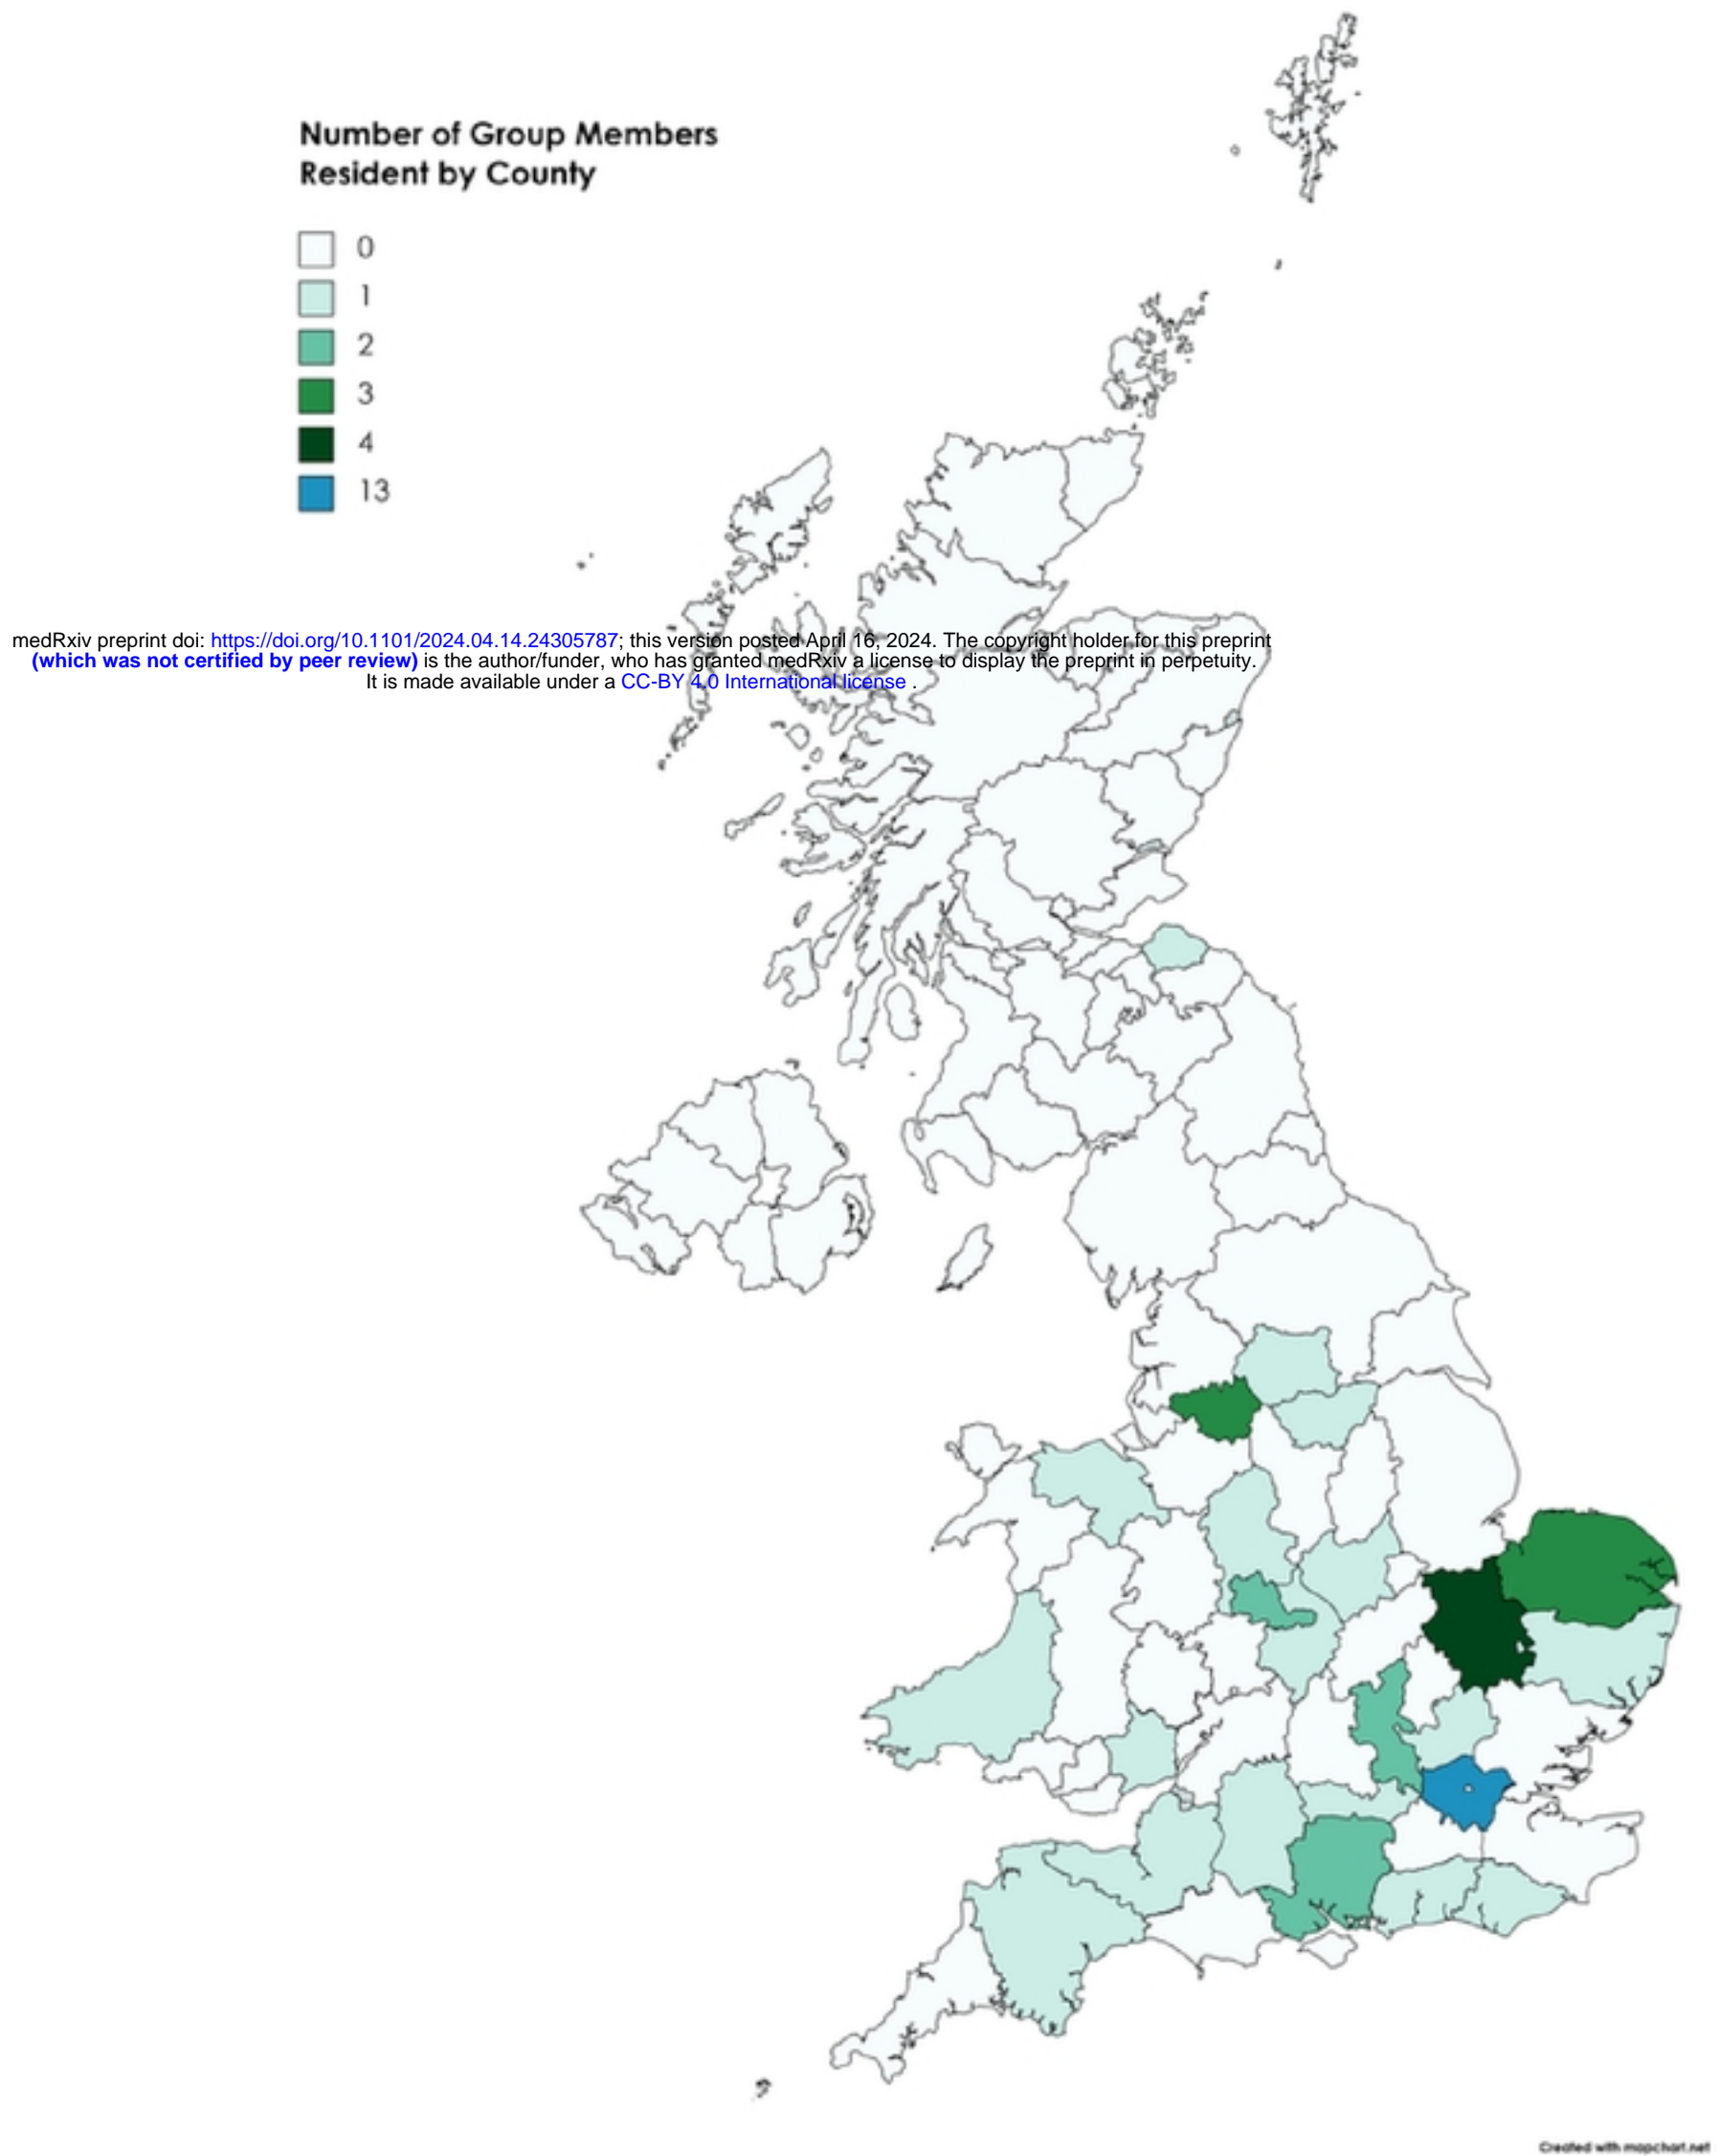 Number of Group Members
Resident by County
0
1
2
3
4
13
medRxiv preprint doi: https://doi.org/10.1101/2024.04.14.24305787; this version posted April 16, 2024. The copyright holder for this preprint
(which was not certified by peer review) is the author/funder, who has granted medRxiv a license to display the preprint in perpetuity.
It is made available under a CC-BY 4.0 International license .
Created with mapchart.net